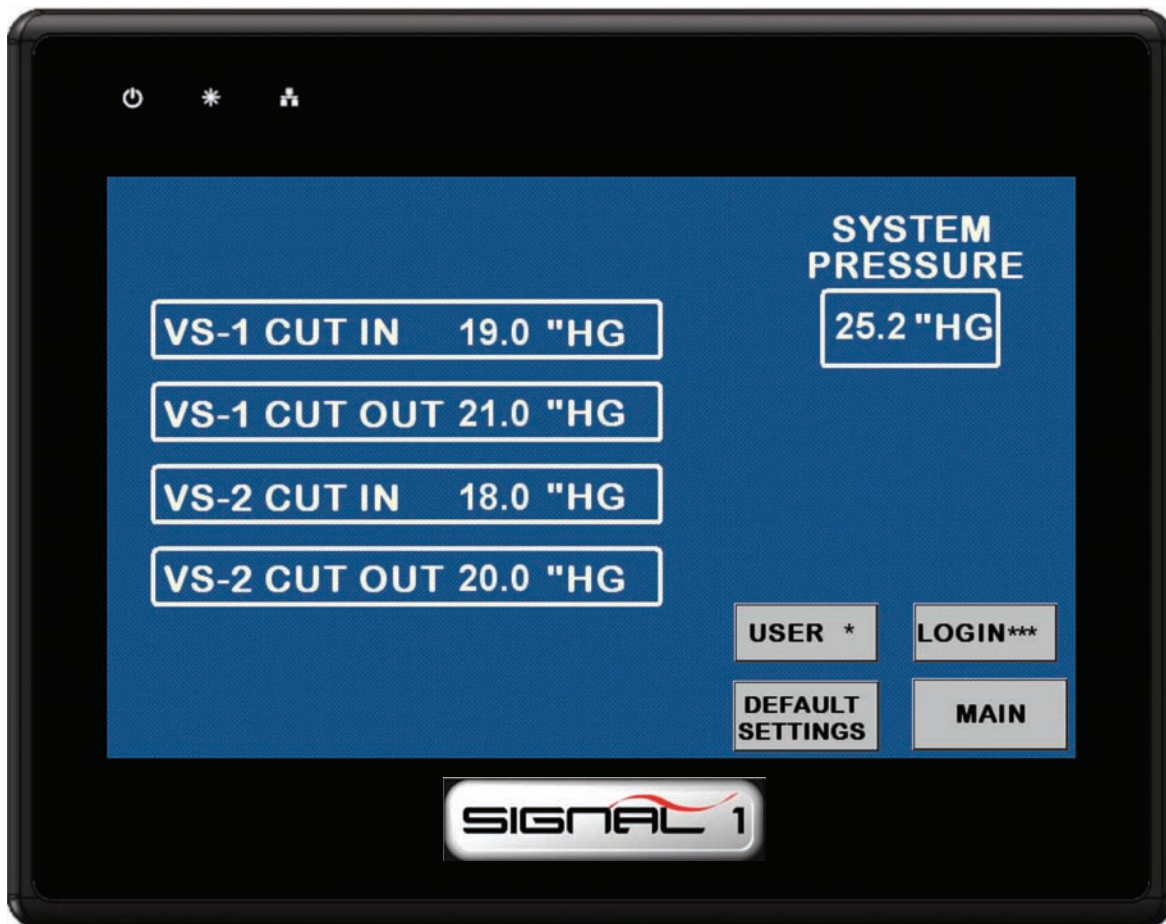 SYSTEM
PRESSURE
25.2 "HG
VS-1 CUT IN 19.0 "HG
VS-1 CUT OUT 21.0 "HG
VS-2 CUT IN 18.0 "HG
VS-2 CUT OUT 20.0 "HG
USER *
LOGIN***
DEFAULT
SETTINGS
MAIN
SIGNAL 1